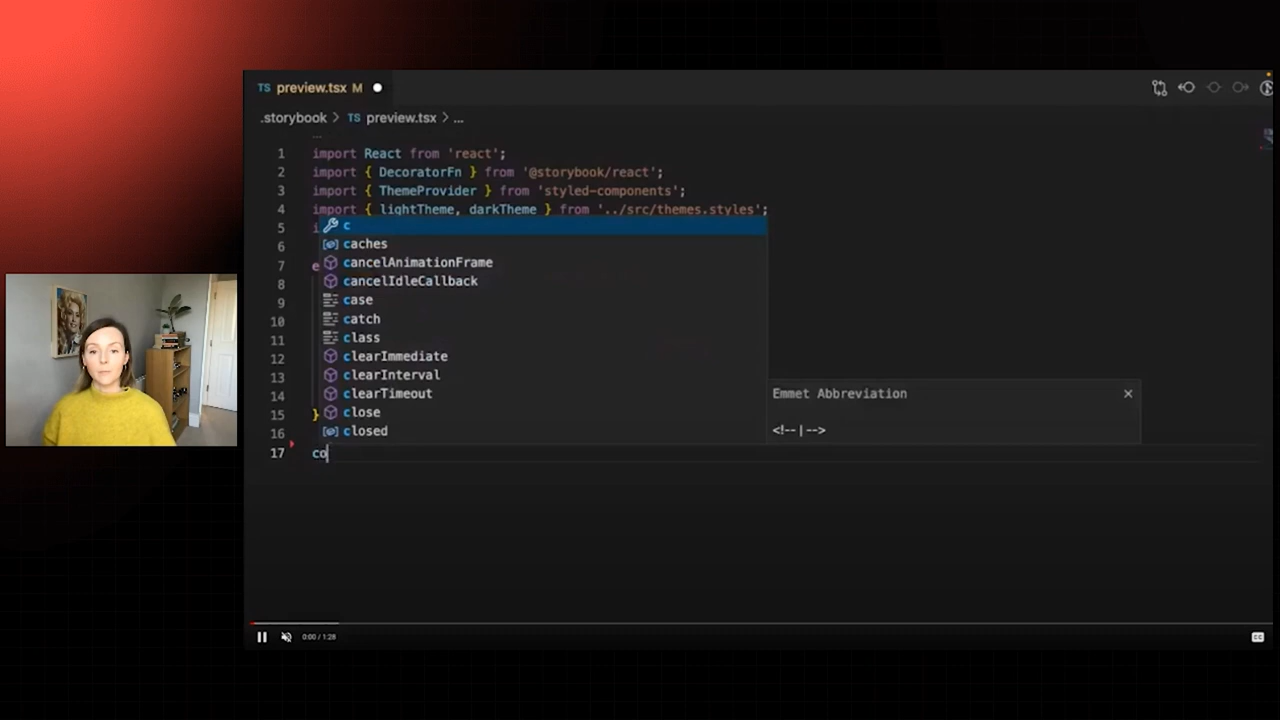 TS preview.tsx M
.storybook > TS preview.tsx > ...
...
1 import React from 'react';
2 import { DecoratorFn } from '@storybook/react';
3 import { ThemeProvider } from 'styled-components';
4 import { lightTheme, darkTheme } from '../src/themes.styles';
5 i
c
6
caches
7 e
cancelAnimationFrame
8
cancelIdleCallback
9
case
10
catch
11
class
12
clearImmediate
13
clearInterval
14
clearTimeout
Emmet Abbreviation
15 }
close
16
closed
<!--|-->
17 co
0:00 / 1:28
CC